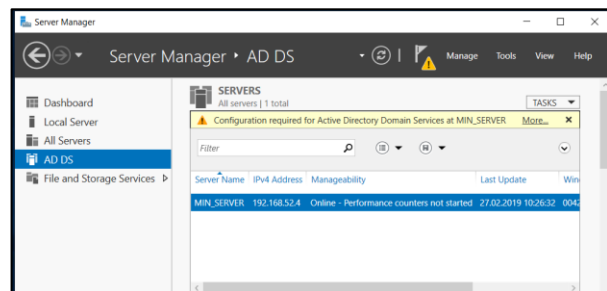 Server Manager
Server Manager • AD DS
Manage Tools View Help
Dashboard
Local Server
All Servers
AD DS
File and Storage Services
SERVERS
All servers | 1 total
TASKS
Configuration required for Active Directory Domain Services at MIN_SERVER More...
Filter
Server Name IPv4 Address Manageability Last Update Win
MIN_SERVER 192.168.52.4 Online - Performance counters not started 27.02.2019 10:26:32 0042